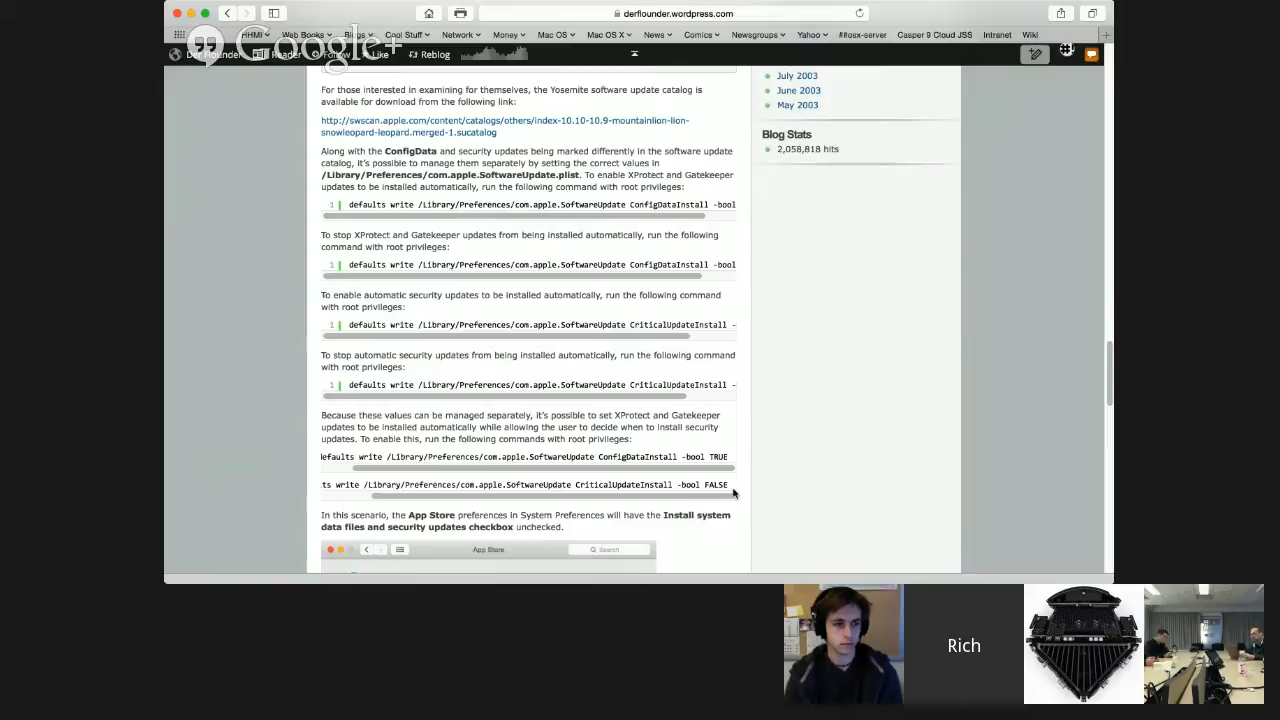 derflounder.wordpress.com
HHMI Web Books Blogs Cool Stuff Network Money Mac OS Mac OS X News Newsgroups Comics Yahoo ##osx-server Casper 9 Cloud JSS Intranet Wiki
Google+
Der Flounder Reader Follow Like Reblog
For those interested in examining for themselves, the Yosemite software update catalog is
available for download from the following link:
http://swscan.apple.com/content/catalogs/others/index-10.10-10.9-mountainlion-lion-
snowleopard-leopard.merged-1.sucatalog
Along with the ConfigData and security updates being marked differently in the software update
catalog, it's possible to manage them separately by setting the correct values in
/Library/Preferences/com.apple.SoftwareUpdate.plist. To enable XProtect and Gatekeeper
updates to be installed automatically, run the following command with root privileges:
1 defaults write /Library/Preferences/com.apple.SoftwareUpdate ConfigDataInstall -bool
To stop XProtect and Gatekeeper updates from being installed automatically, run the following
command with root privileges:
1 defaults write /Library/Preferences/com.apple.SoftwareUpdate ConfigDataInstall -bool
To enable automatic security updates to be installed automatically, run the following command
with root privileges:
1 defaults write /Library/Preferences/com.apple.SoftwareUpdate CriticalUpdateInstall -
To stop automatic security updates from being installed automatically, run the following command
with root privileges:
1 defaults write /Library/Preferences/com.apple.SoftwareUpdate CriticalUpdateInstall -
Because these values can be managed separately, it's possible to set XProtect and Gatekeeper
updates to be installed automatically while allowing the user to decide when to install security
updates. To enable this, run the following commands with root privileges:
defaults write /Library/Preferences/com.apple.SoftwareUpdate ConfigDataInstall -bool TRUE
ts write /Library/Preferences/com.apple.SoftwareUpdate CriticalUpdateInstall -bool FALSE
In this scenario, the App Store preferences in System Preferences will have the Install system
data files and security updates checkbox unchecked.
App Store
Search
July 2003
June 2003
May 2003
Blog Stats
2,058,818 hits
Rich